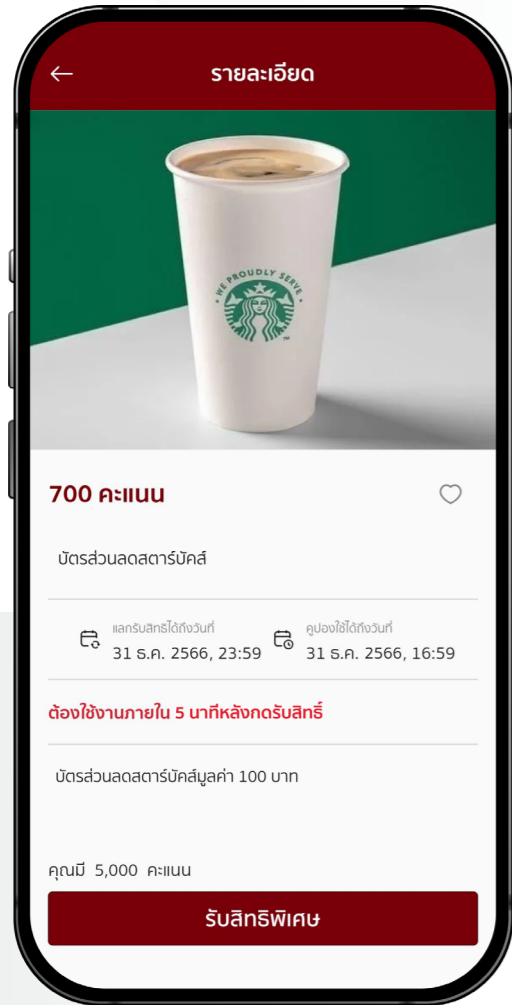 รายละเอียด
WE PROUDLY SERVE
TM
700 คะแนน
บัตรส่วนลดสตาร์บัคส์
แลกรับสิทธิได้ถึงวันที่
31 ธ.ค. 2566, 23:59
คูปองใช้ได้ถึงวันที่
31 ธ.ค. 2566, 16:59
ต้องใช้งานภายใน 5 นาทีหลังกดรับสิทธิ์
บัตรส่วนลดสตาร์บัคส์มูลค่า 100 บาท
คุณมี 5,000 คะแนน
รับสิทธิพิเศษ